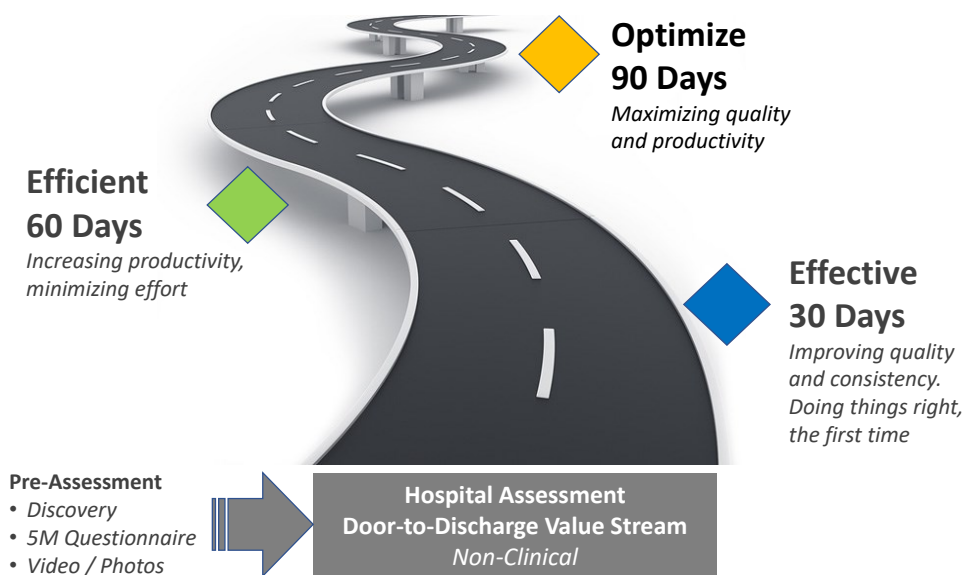 Optimize
90 Days
Maximizing quality
and productivity
Efficient
60 Days
Increasing productivity,
minimizing effort
Effective
30 Days
Improving quality
and consistency.
Doing things right,
the first time
Pre-Assessment
• Discovery
• 5M Questionnaire
• Video / Photos
Hospital Assessment
Door-to-Discharge Value Stream
Non-Clinical